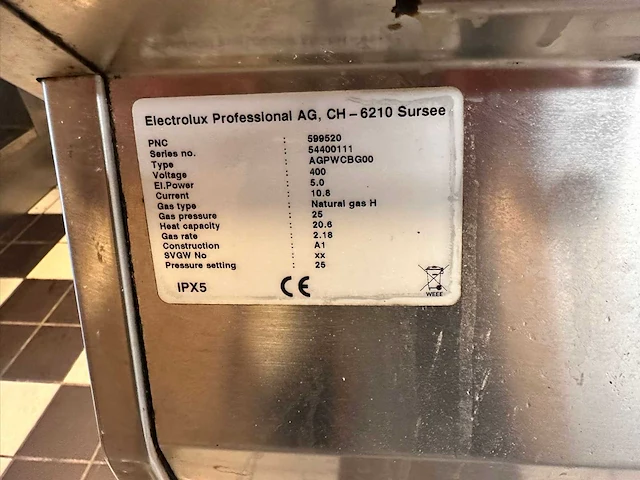 Electrolux Professional AG, CH – 6210 Sursee
PNC : 599520
Series no. : 54400111
Type : AGPWCBG00
Voltage : 400
El.Power : 5.0
Current : 10.8
Gas type : Natural gas H
Gas pressure : 25
Heat capacity : 20.6
Gas rate : 2.18
Construction : A1
SVGW No : xx
Pressure setting : 25
IPX5 CE WEEE